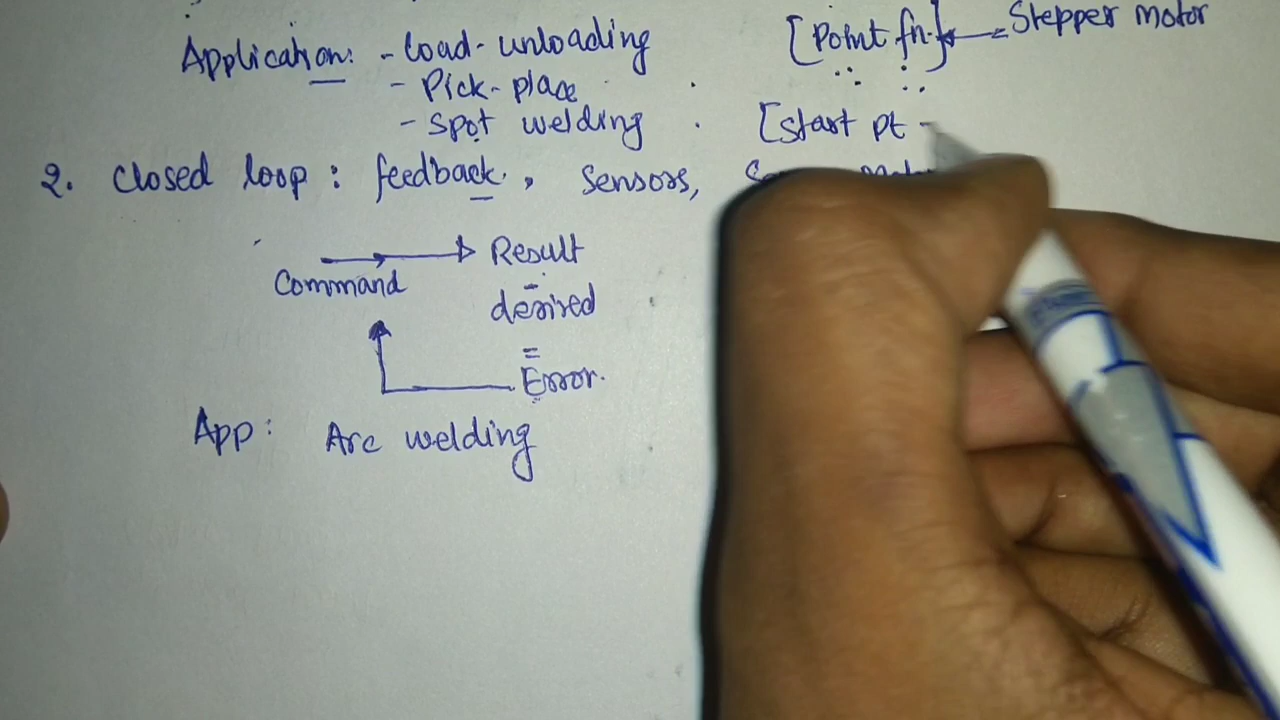 Application: - load-unloading [Point fn.] Stepper motor
- Pick-place
- Spot welding [start pt -
2. closed loop: feedback, sensors,
Command Result
-
desired
=
Error.
App: Arc welding